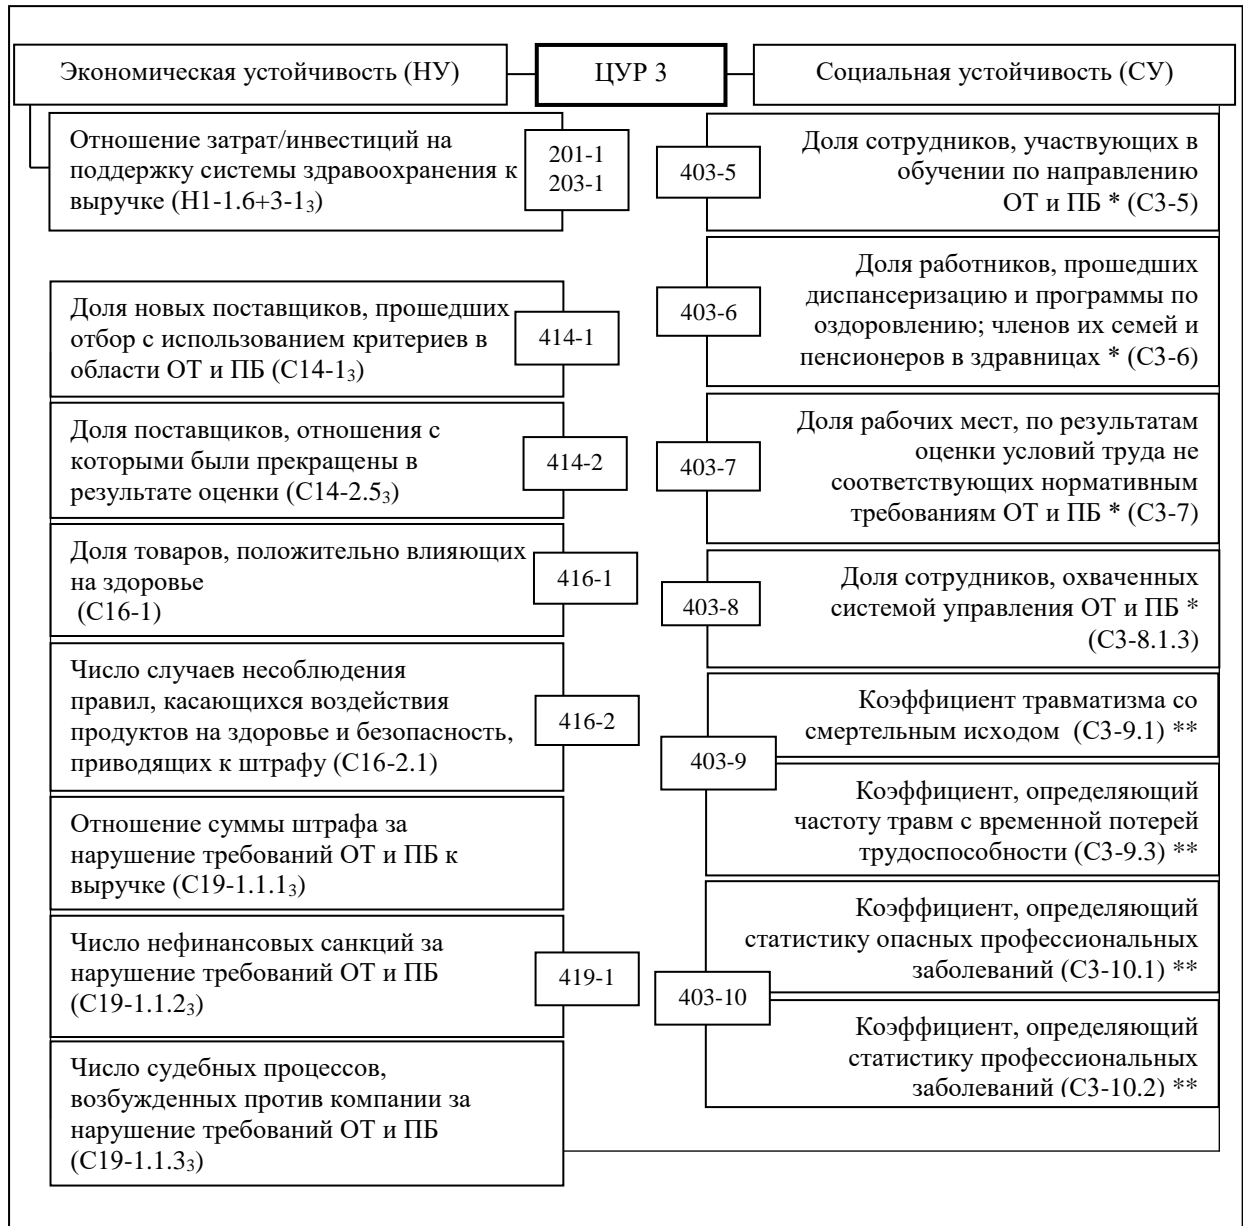 Экономическая устойчивость (НУ)
ЦУР 3
Социальная устойчивость (СУ)
Отношение затрат/инвестиций на
поддержку системы здравоохранения к
выручке (Н1-1.6+3-1₃)
201-1
203-1
Доля новых поставщиков, прошедших
отбор с использованием критериев в
области ОТ и ПБ (С14-1₃)
414-1
Доля поставщиков, отношения с
которыми были прекращены в
результате оценки (С14-2.5₃)
414-2
Доля товаров, положительно влияющих
на здоровье
(С16-1)
416-1
Число случаев несоблюдения
правил, касающихся воздействия
продуктов на здоровье и безопасность,
приводящих к штрафу (С16-2.1)
416-2
Отношение суммы штрафа за
нарушение требований ОТ и ПБ к
выручке (С19-1.1.1₃)
Число нефинансовых санкций за
нарушение требований ОТ и ПБ
(С19-1.1.2₃)
419-1
Число судебных процессов,
возбужденных против компании за
нарушение требований ОТ и ПБ
(С19-1.1.3₃)
403-5
Доля сотрудников, участвующих в
обучении по направлению
ОТ и ПБ * (С3-5)
403-6
Доля работников, прошедших
диспансеризацию и программы по
оздоровлению; членов их семей и
пенсионеров в здравницах * (С3-6)
403-7
Доля рабочих мест, по результатам
оценки условий труда не
соответствующих нормативным
требованиям ОТ и ПБ * (С3-7)
403-8
Доля сотрудников, охваченных
системой управления ОТ и ПБ *
(С3-8.1.3)
403-9
Коэффициент травматизма со
смертельным исходом (С3-9.1) **
Коэффициент, определяющий
частоту травм с временной потерей
трудоспособности (С3-9.3) **
403-10
Коэффициент, определяющий
статистику опасных профессиональных
заболеваний (С3-10.1) **
Коэффициент, определяющий
статистику профессиональных
заболеваний (С3-10.2) **